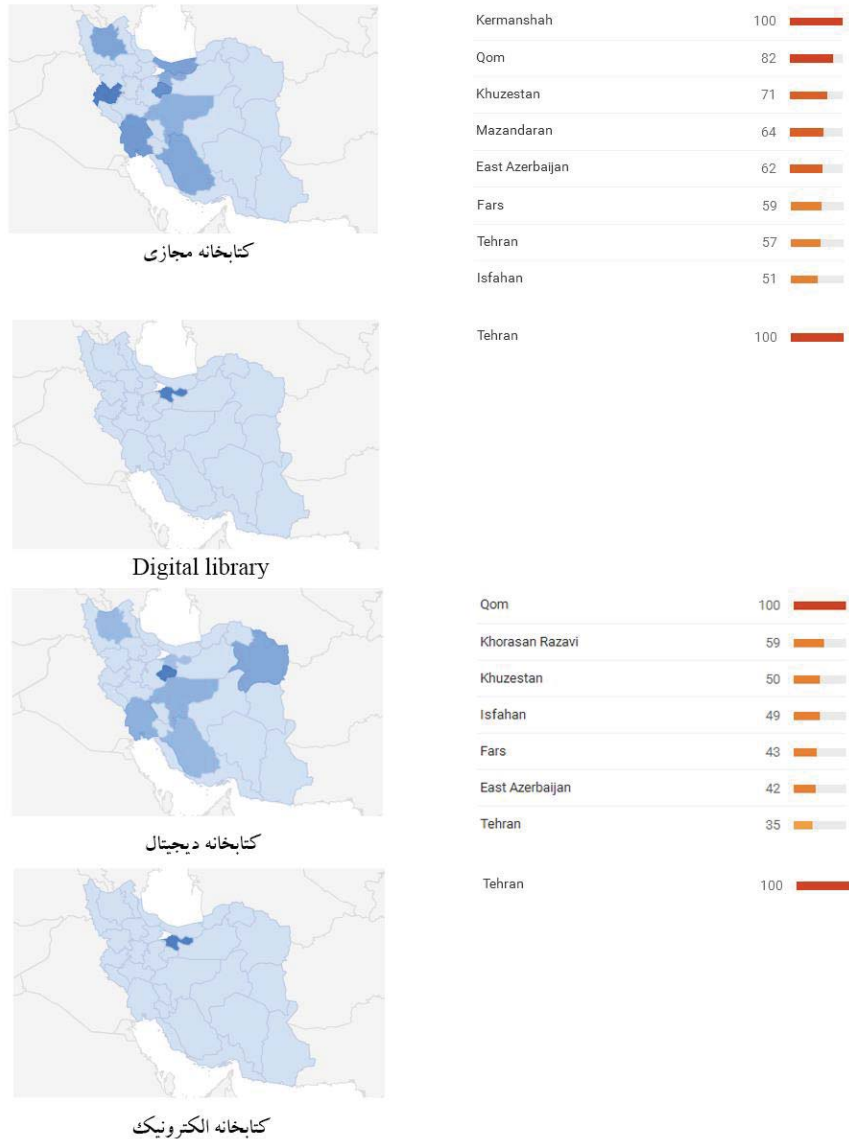 Kermanshah 100
Qom 82
Khuzestan 71
Mazandaran 64
East Azerbaijan 62
Fars 59
Tehran 57
Isfahan 51
کتابخانه مجازی
Tehran 100
Digital library
Qom 100
Khorasan Razavi 59
Khuzestan 50
Isfahan 49
Fars 43
East Azerbaijan 42
Tehran 35
کتابخانه دیجیتال
Tehran 100
کتابخانه الکترونیک